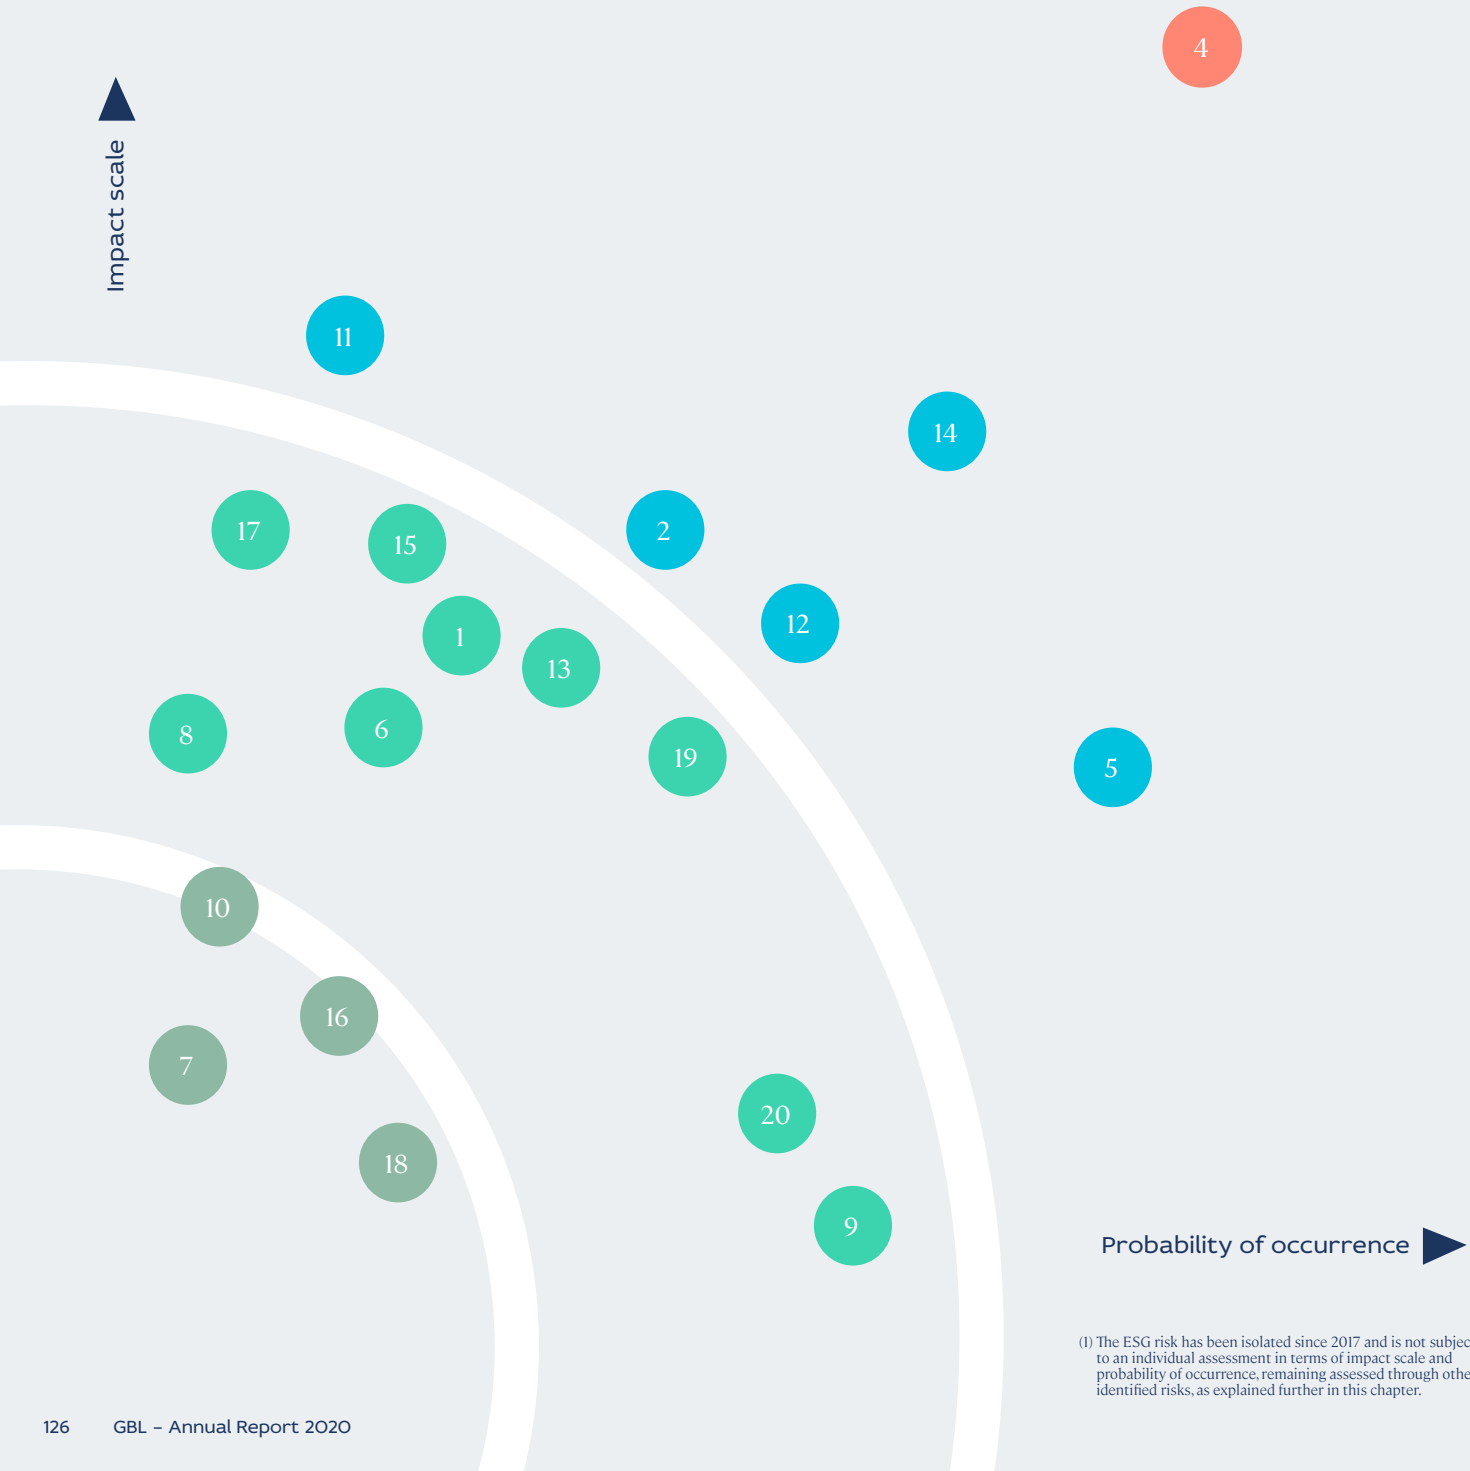 4
Impact scale
11
14
17
15
2
12
1
13
6
8
19
5
10
16
7
20
18
9
Probability of occurrence
(1) The ESG risk has been isolated since 2017 and is not subjec
to an individual assessment in terms of impact scale and
probability of occurrence, remaining assessed through othe
identified risks, as explained further in this chapter.
126 GBL – Annual Report 2020